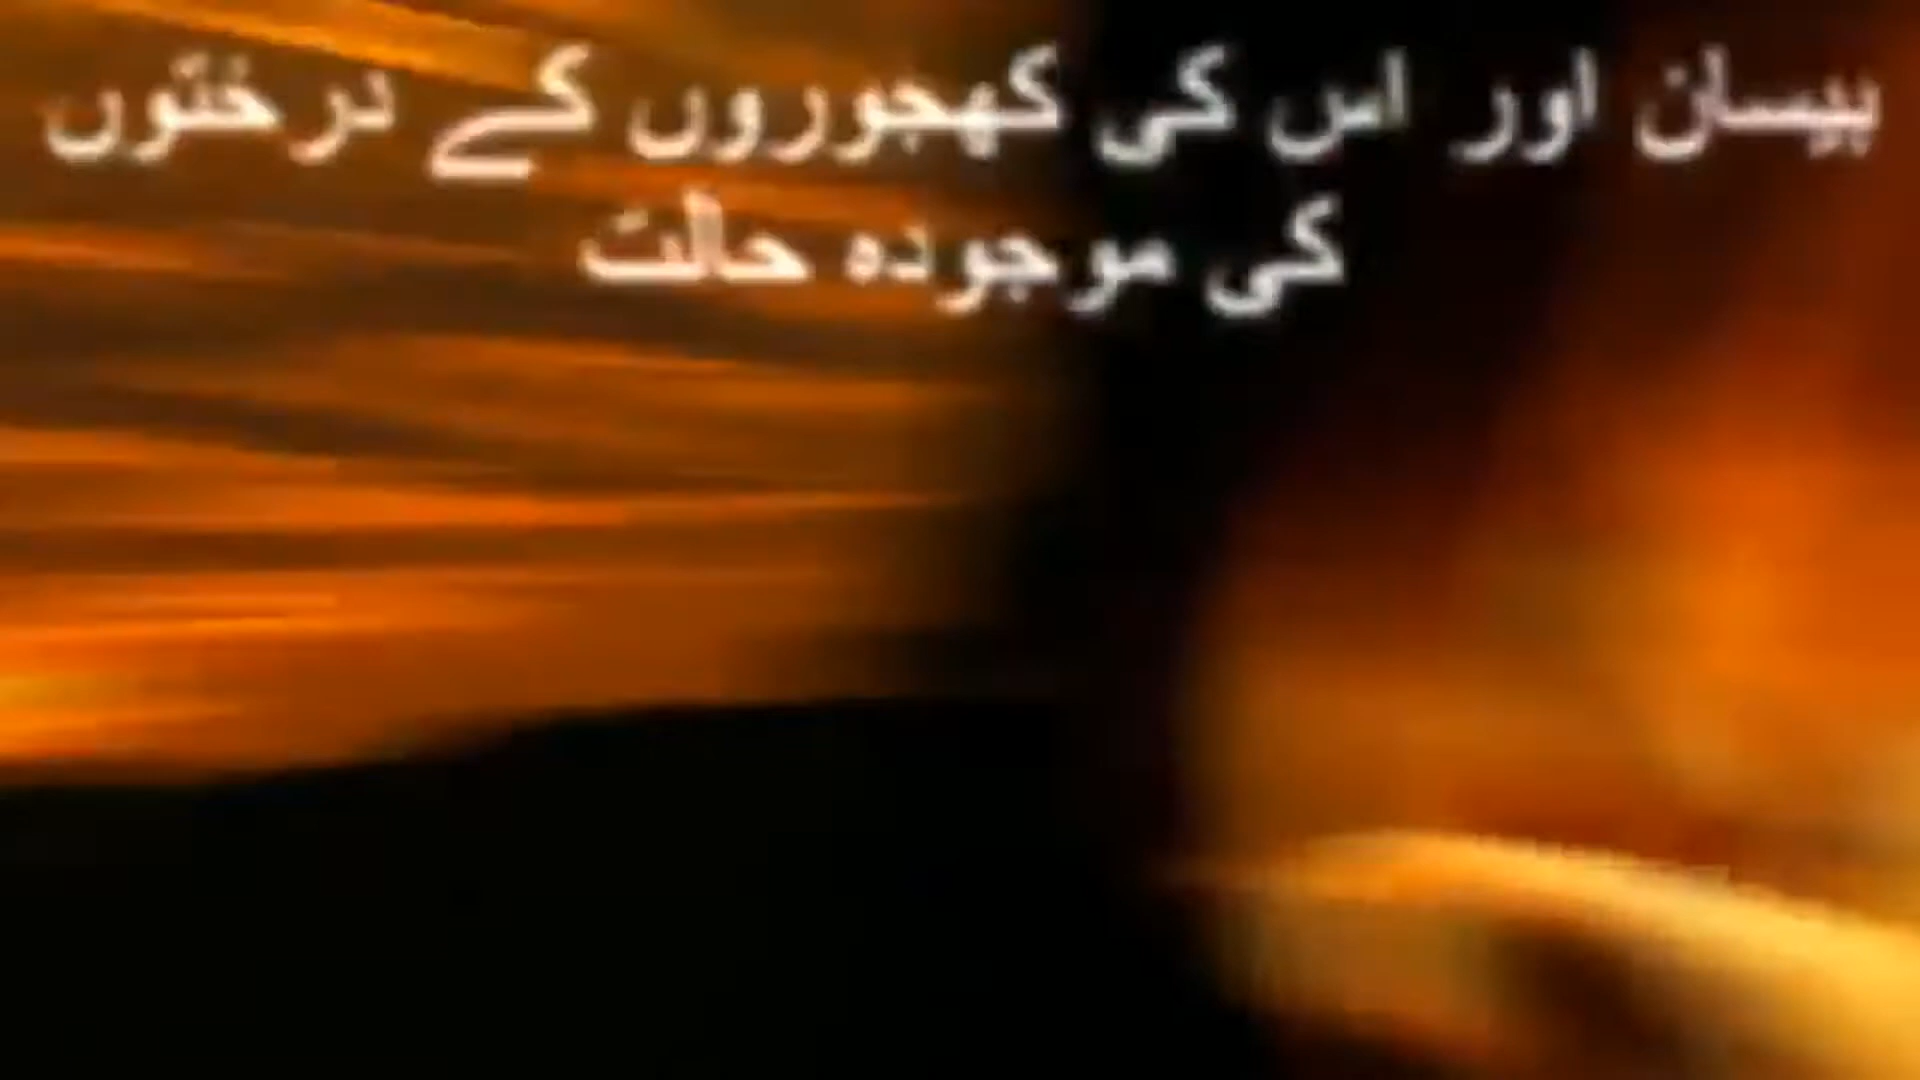 بیسان اور اس کی کھجوروں کے درختوں
کی موجودہ حالت